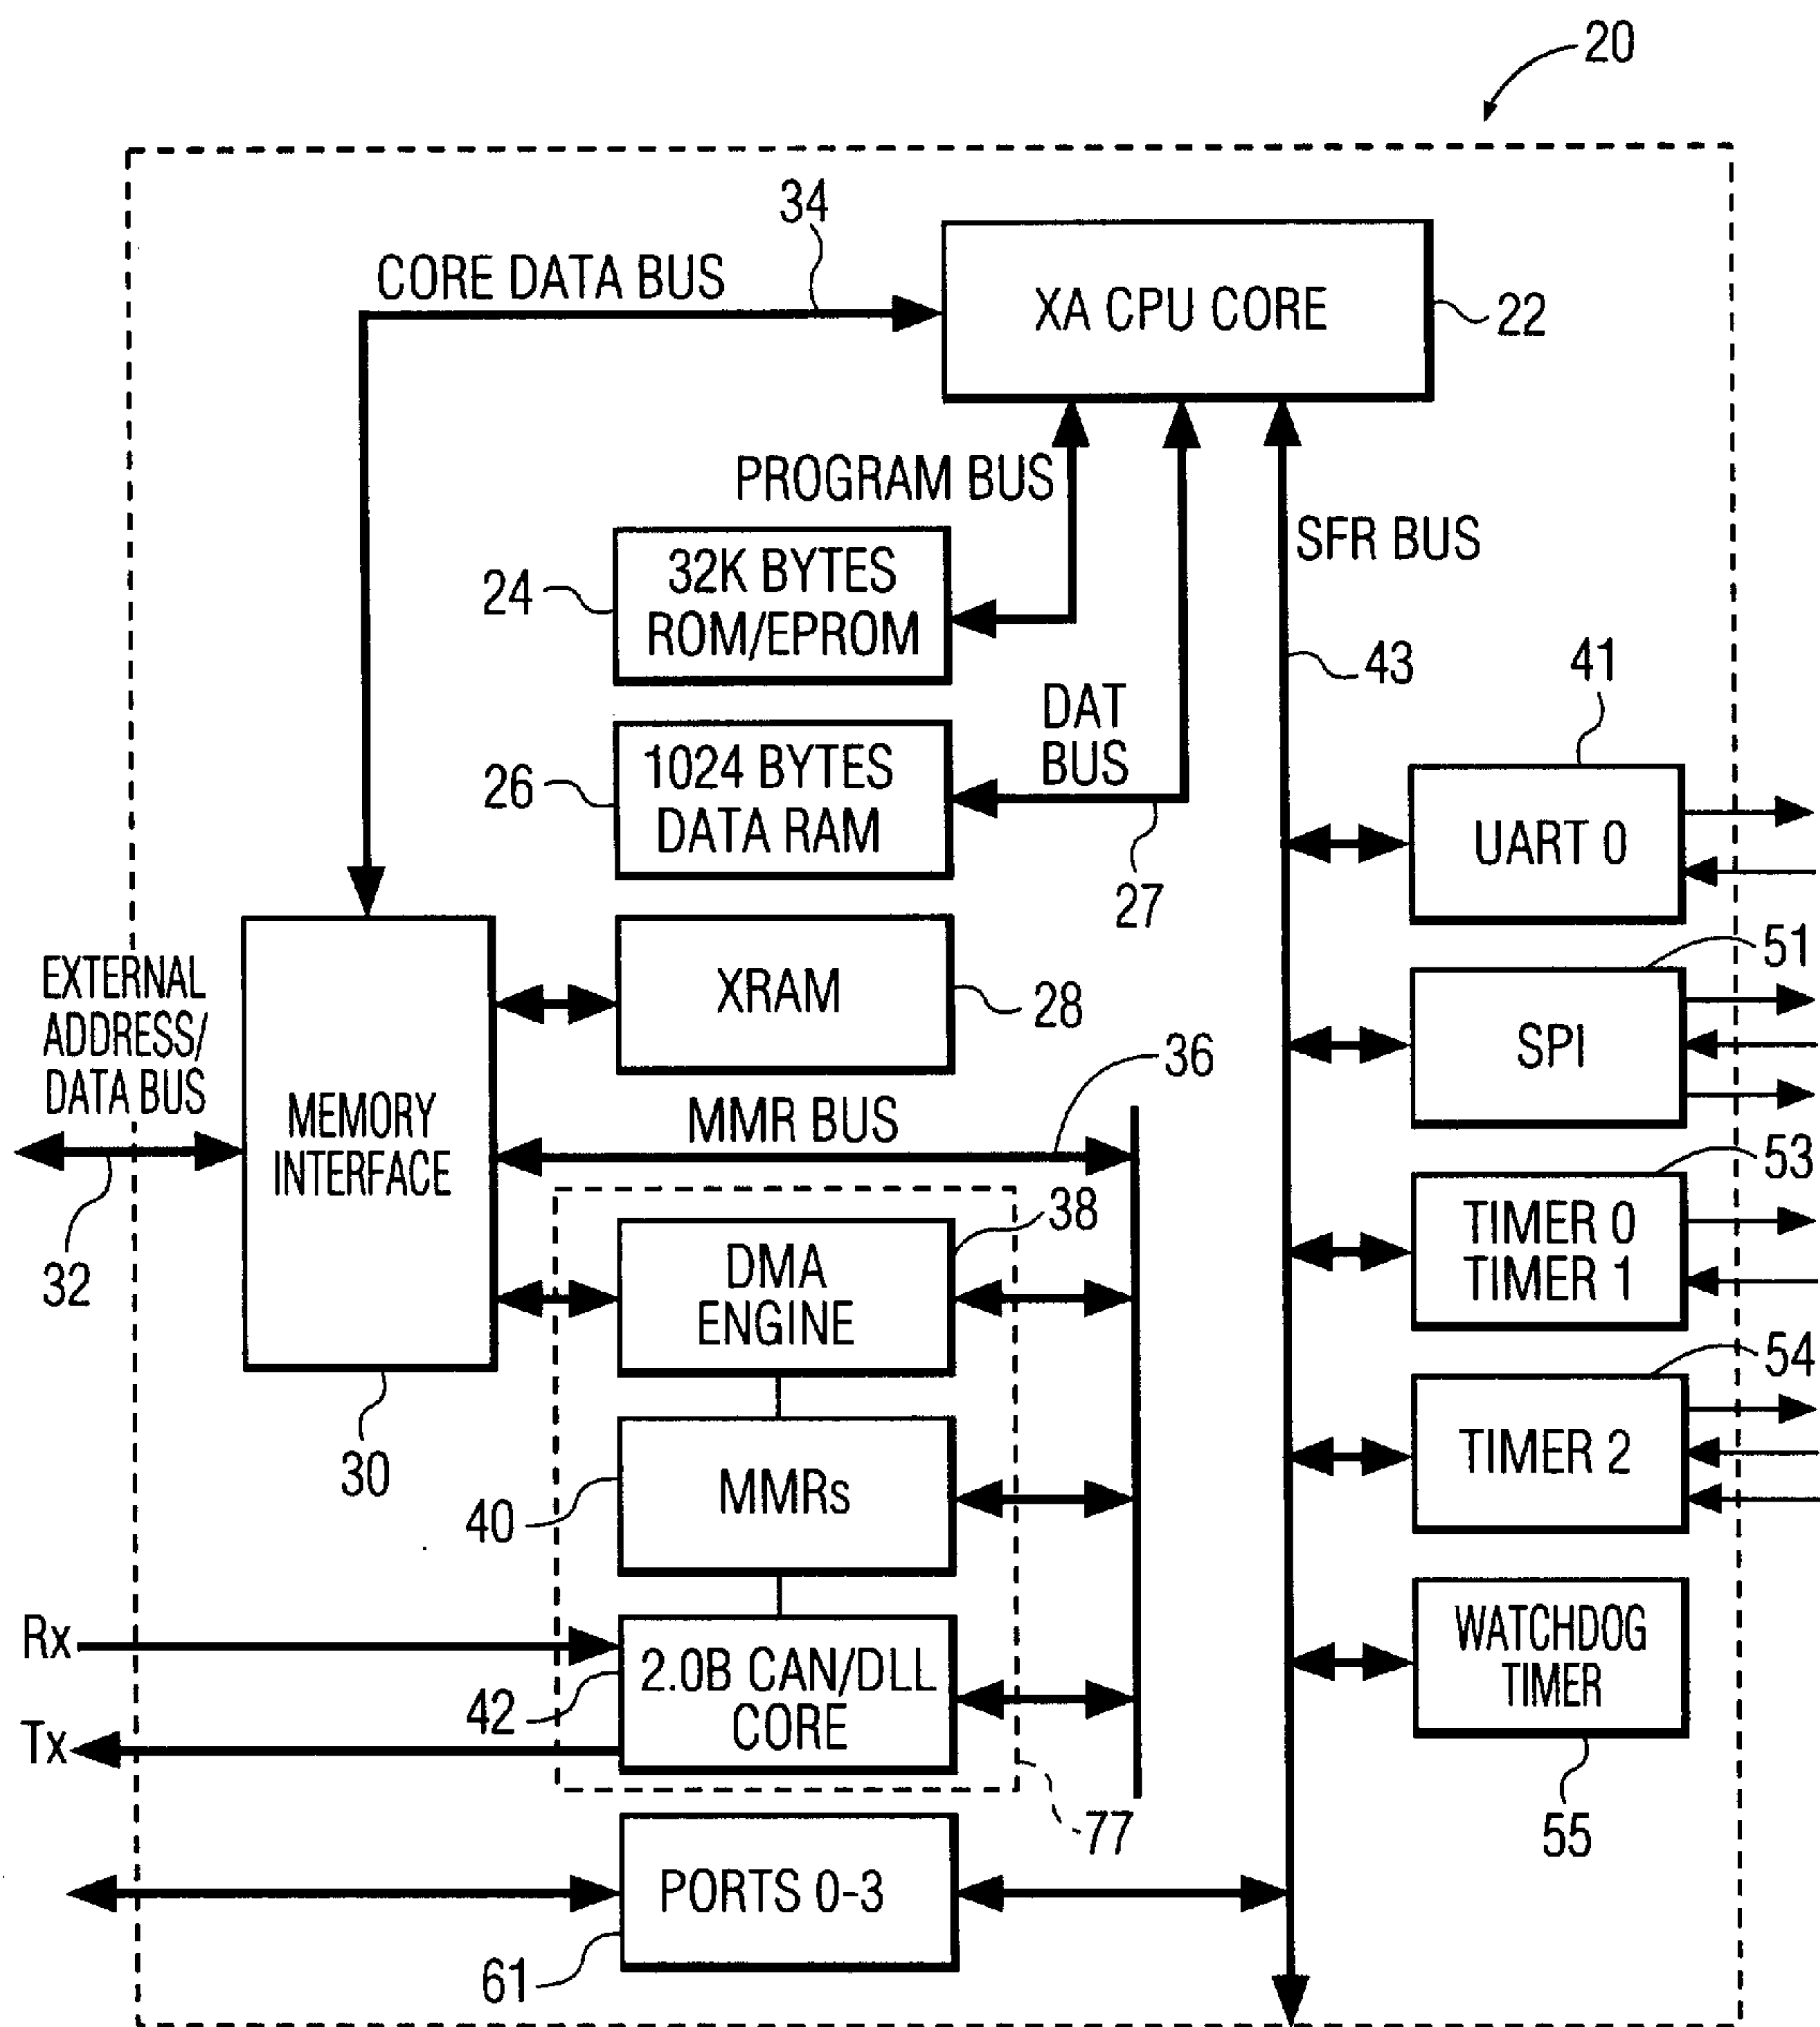 20
34
CORE DATA BUS
XA CPU CORE
22
PROGRAM BUS
SFR BUS
24
32K BYTES
ROM/EPROM
43
41
DAT
BUS
26
1024 BYTES
DATA RAM
27
UART 0
51
EXTERNAL
ADDRESS/
DATA BUS
XRAM
28
SPI
36
MEMORY
INTERFACE
MMR BUS
53
32
38
DMA
ENGINE
TIMER 0
TIMER 1
54
30
40
MMRs
TIMER 2
Rx
42
2.0B CAN/DLL
CORE
WATCHDOG
TIMER
Tx
77
55
PORTS 0-3
61